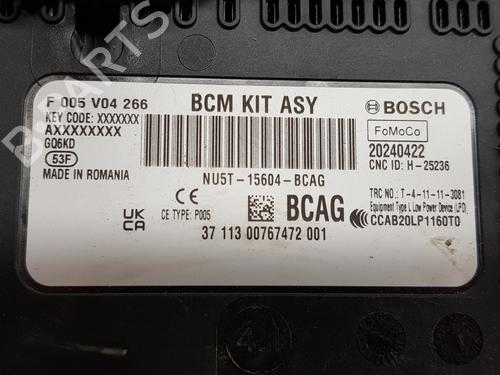 F 005 V04 266
BCM KIT ASY
BOSCH
KEY CODE: XXXXXXX
AXXXXXXXX
GQ6KD
53F
MADE IN ROMANIA
FoMoCo
20240422
CNC ID: H-25236
NU5T-15604-BCAG
TRC NO.: T-4-11-11-3081
Equipment Type L Low Power Device (LPD)
CCAB20LP1160T0
UK
CA
CE
CE TYPE: P005
BCAG
37 113 00767472 001
B-Parts